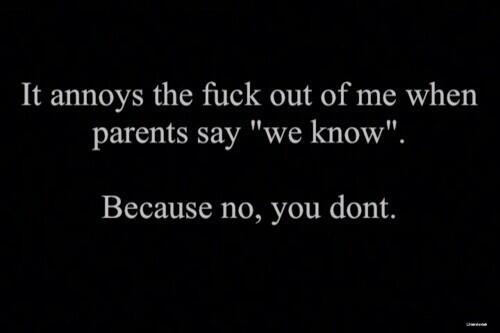 It annoys the fuck out of me when
parents say "we know".
Because no, you dont.